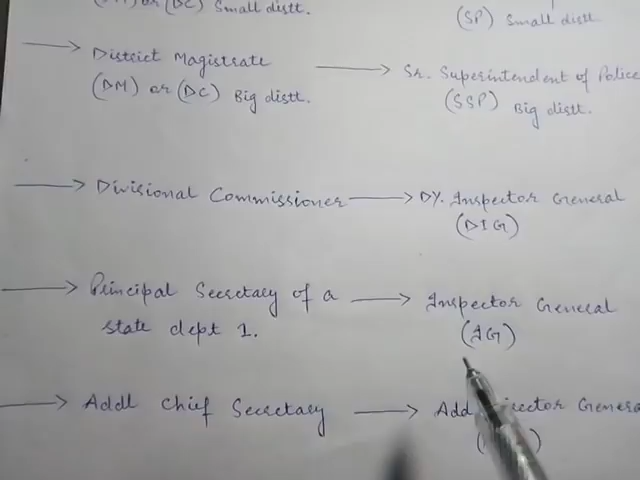 or (DC) Small distt.
(SP) Small distt.
District Magistrate
(DM) or (DC) Big distt.
Sr. Superintendent of Police
(SSP) Big distt.
Divisional Commissioner
DY. Inspector General
(DIG)
Principal Secretary of a
state dept 1.
Inspector General
(IG)
Addl Chief Secretary
Add